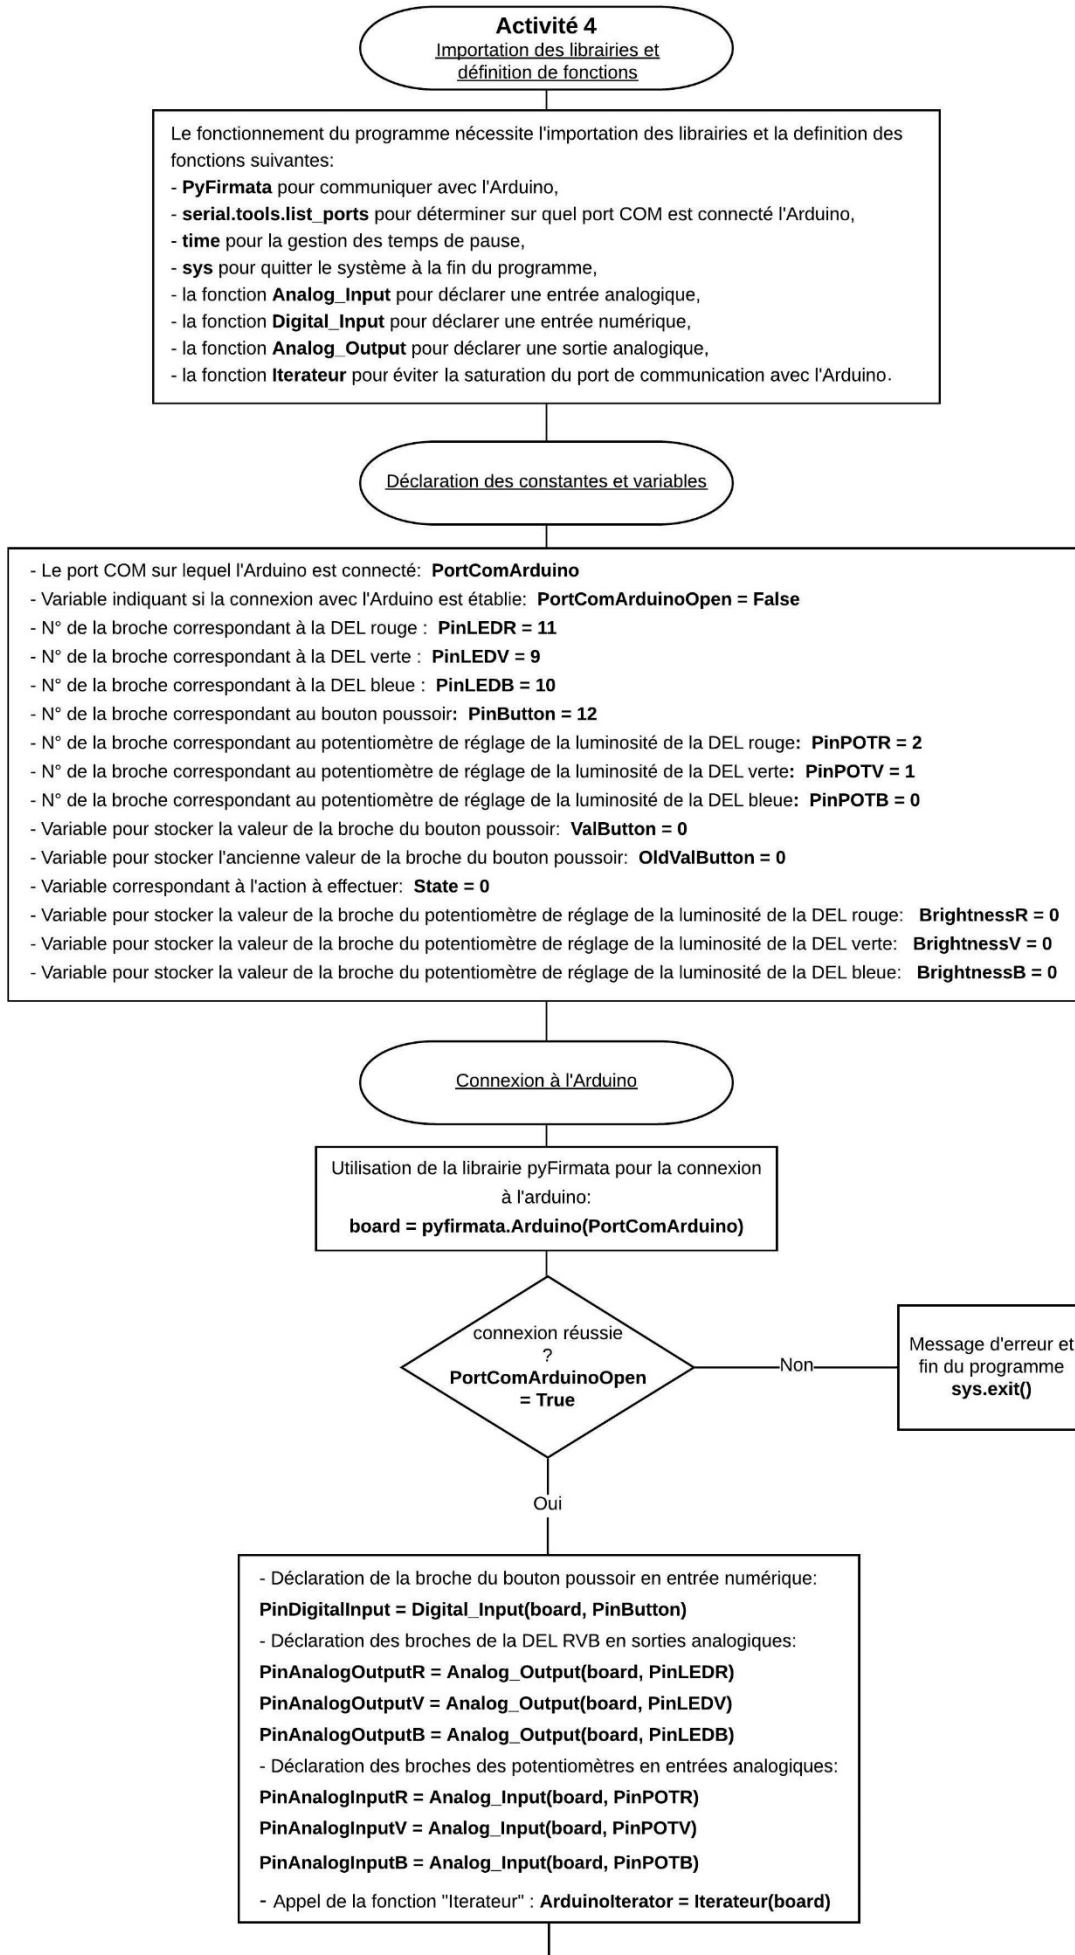 Activité 4
Importation des librairies et
définition de fonctions
Le fonctionnement du programme nécessite l'importation des librairies et la definition des
fonctions suivantes:
- PyFirmata pour communiquer avec l'Arduino,
- serial.tools.list_ports pour déterminer sur quel port COM est connecté l'Arduino,
- time pour la gestion des temps de pause,
- sys pour quitter le système à la fin du programme,
- la fonction Analog_Input pour déclarer une entrée analogique,
- la fonction Digital_Input pour déclarer une entrée numérique,
- la fonction Analog_Output pour déclarer une sortie analogique,
- la fonction Iterateur pour éviter la saturation du port de communication avec l'Arduino.
Déclaration des constantes et variables
- Le port COM sur lequel l'Arduino est connecté: PortComArduino
- Variable indiquant si la connexion avec l'Arduino est établie: PortComArduinoOpen = False
- N° de la broche correspondant à la DEL rouge : PinLEDR = 11
- N° de la broche correspondant à la DEL verte : PinLEDV = 9
- N° de la broche correspondant à la DEL bleue : PinLEDB = 10
- N° de la broche correspondant au bouton poussoir: PinButton = 12
- N° de la broche correspondant au potentiomètre de réglage de la luminosité de la DEL rouge: PinPOTR = 2
- N° de la broche correspondant au potentiomètre de réglage de la luminosité de la DEL verte: PinPOTV = 1
- N° de la broche correspondant au potentiomètre de réglage de la luminosité de la DEL bleue: PinPOTB = 0
- Variable pour stocker la valeur de la broche du bouton poussoir: ValButton = 0
- Variable pour stocker l'ancienne valeur de la broche du bouton poussoir: OldValButton = 0
- Variable correspondant à l'action à effectuer: State = 0
- Variable pour stocker la valeur de la broche du potentiomètre de réglage de la luminosité de la DEL rouge: BrightnessR = 0
- Variable pour stocker la valeur de la broche du potentiomètre de réglage de la luminosité de la DEL verte: BrightnessV = 0
- Variable pour stocker la valeur de la broche du potentiomètre de réglage de la luminosité de la DEL bleue: BrightnessB = 0
Connexion à l'Arduino
Utilisation de la librairie pyFirmata pour la connexion
à l'arduino:
board = pyfirmata.Arduino(PortComArduino)
connexion réussie
?
PortComArduinoOpen
= True
Non
Message d'erreur et
fin du programme
sys.exit()
Oui
- Déclaration de la broche du bouton poussoir en entrée numérique:
PinDigitalInput = Digital_Input(board, PinButton)
- Déclaration des broches de la DEL RVB en sorties analogiques:
PinAnalogOutputR = Analog_Output(board, PinLEDR)
PinAnalogOutputV = Analog_Output(board, PinLEDV)
PinAnalogOutputB = Analog_Output(board, PinLEDB)
- Déclaration des broches des potentiomètres en entrées analogiques:
PinAnalogInputR = Analog_Input(board, PinPOTR)
PinAnalogInputV = Analog_Input(board, PinPOTV)
PinAnalogInputB = Analog_Input(board, PinPOTB)
- Appel de la fonction "Iterateur" : ArduinoIterator = Iterateur(board)